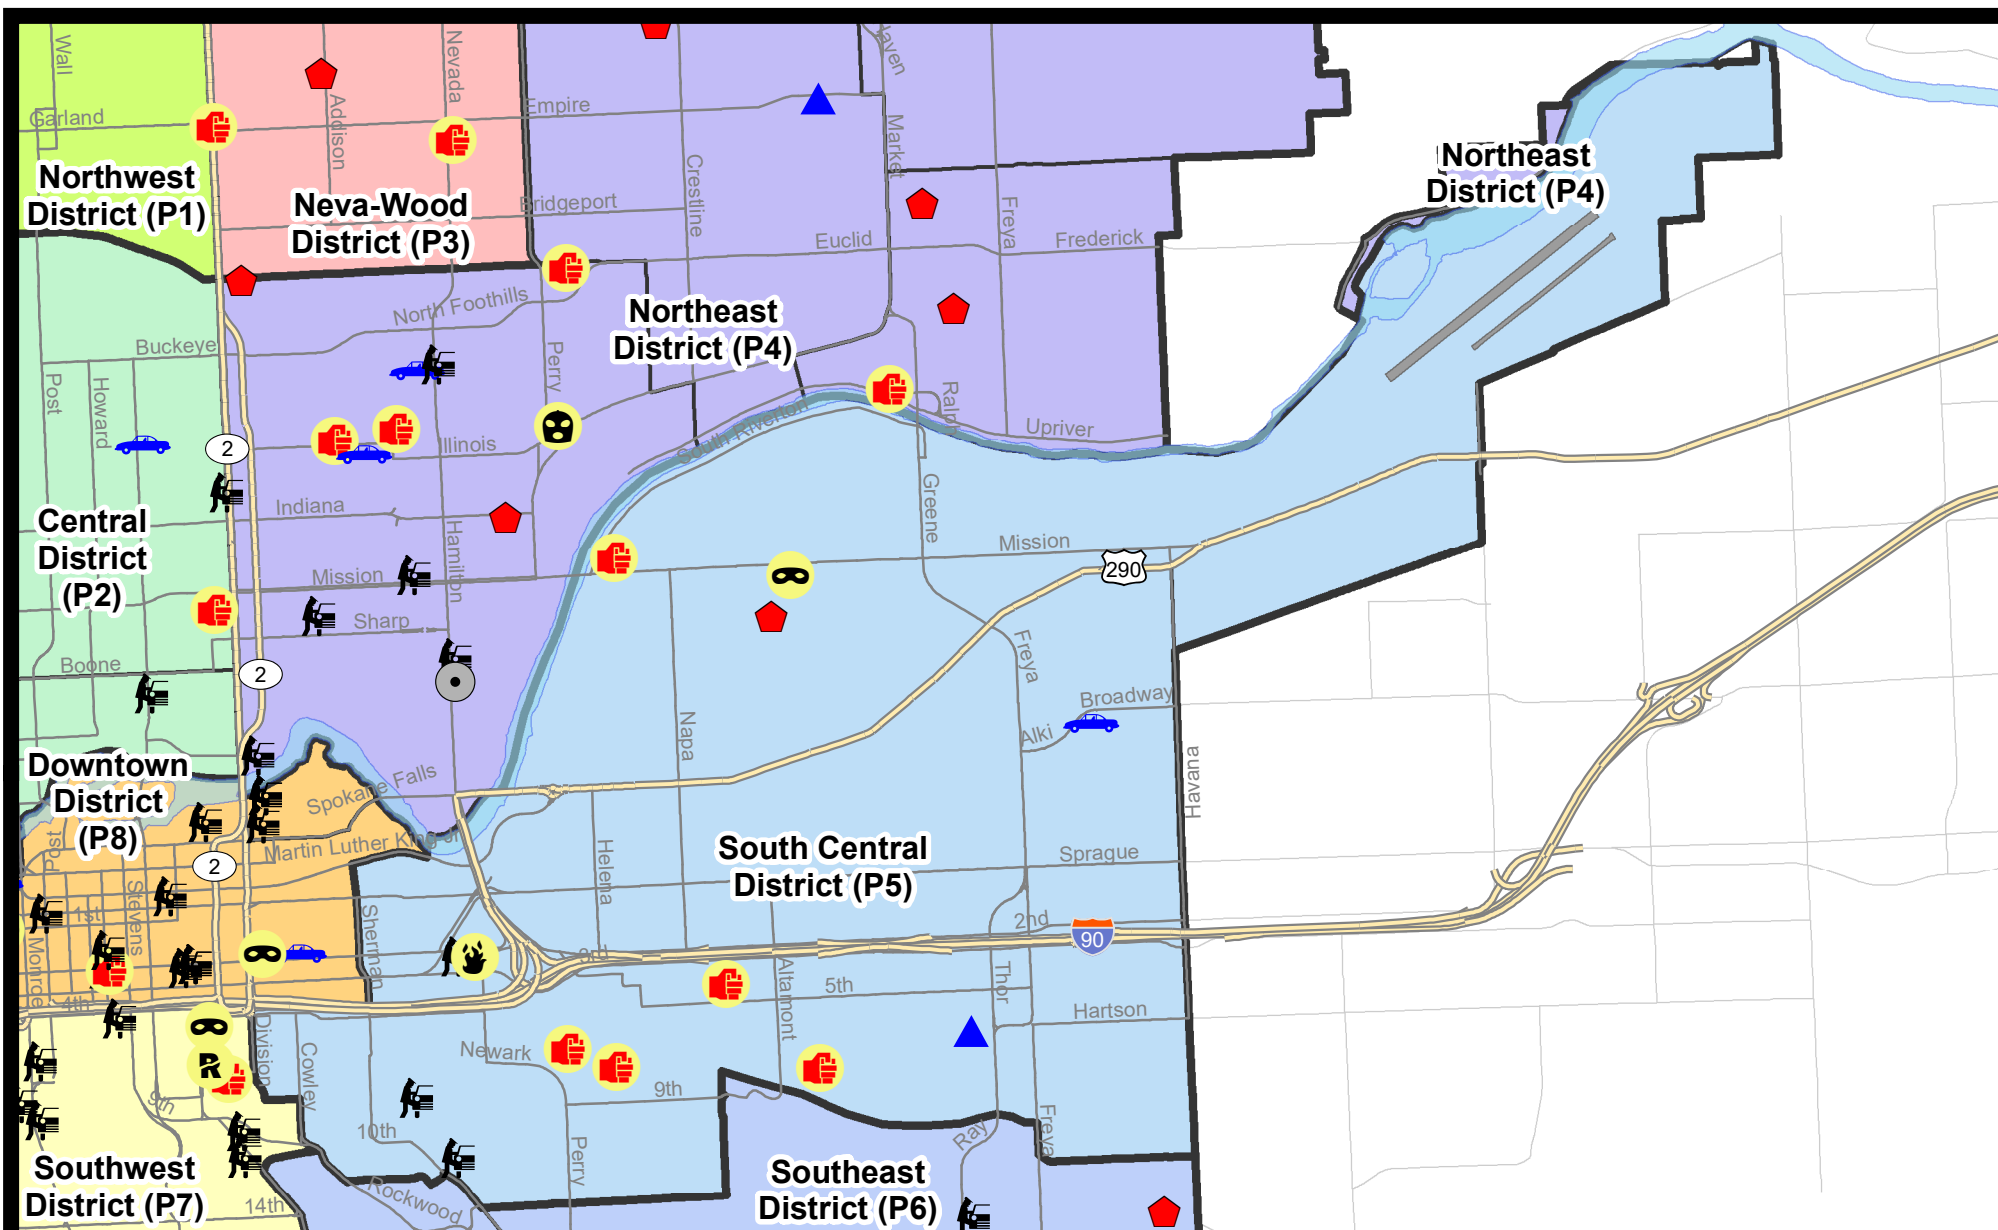 Wall
Nevada
Haven
Garland
Addison
Empire
Market
Northwest
District (P1)
Neva-Wood
District (P3)
Bridgeport
Crestline
Freya
Euclid
Frederick
Northeast
District (P4)
North Foothills
Northeast
District (P4)
Buckeye
Perry
Post
Howard
Ralph
South Riverton
Upriver
2
Illinois
Greene
Indiana
Hamilton
Central
District
(P2)
Mission
290
Mission
Sharp
Freya
Boone
2
Broadway
Napa
Alki
Havana
Downtown
District
(P8)
Spokane Falls
Martin Luther King Jr
Post
2
Helena
South Central
District (P5)
Sprague
Stevens
1st
Sherman
2nd
90
3rd
Monroe
4th
Altamont
5th
Thor
Hartson
Division
Cowley
Newark
R
9th
9th
10th
Perry
Ray
Freya
Southwest
District (P7)
Rockwood
14th
Southeast
District (P6)